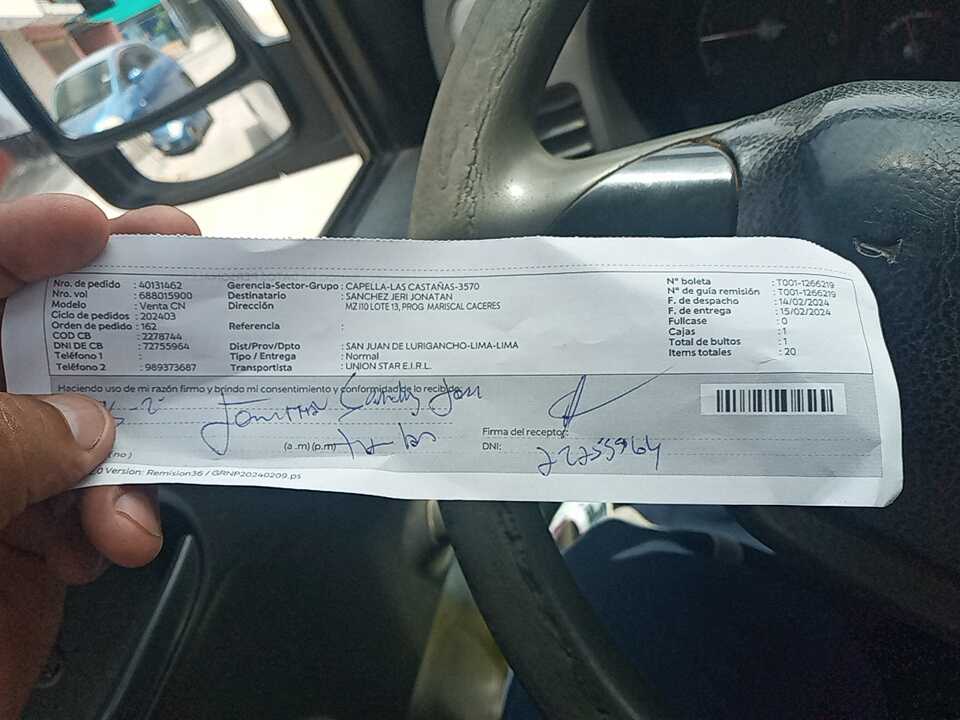 Nro. de pedido : 40131462 Gerencia-Sector-Grupo : CAPELLA-LAS CASTAÑAS-3570 N° boleta : T001-1266219
Nro. vol : 688015900 Destinatario : SANCHEZ JERI JONATAN N° de guía remisión : T001-1266219
Modelo : Venta CN Dirección MZ I10 LOTE 13, PROG MARISCAL CACERES F. de despacho : 14/02/2024
Ciclo de pedidos : 202403 F. de entrega : 15/02/2024
Orden de pedido : 162 Referencia : Fullcase : 0
COD CB : 2278744 Cajas : 1
DNI DE CB : 72755964 Dist/Prov/Dpto : SAN JUAN DE LURIGANCHO-LIMA-LIMA Total de bultos : 1
Teléfono 1 : Tipo / Entrega : Normal Items totales : 20
Teléfono 2 : 989373687 Transportista : UNION STAR E.I.R.L.
Haciendo uso de mi razón firmo y brindo mi consentimiento y conformidad de lo recibido:
Firma del receptor:
(a .m) (p.m) DNI: 72755964
Version: Remision36 / GRNP20240209.ps